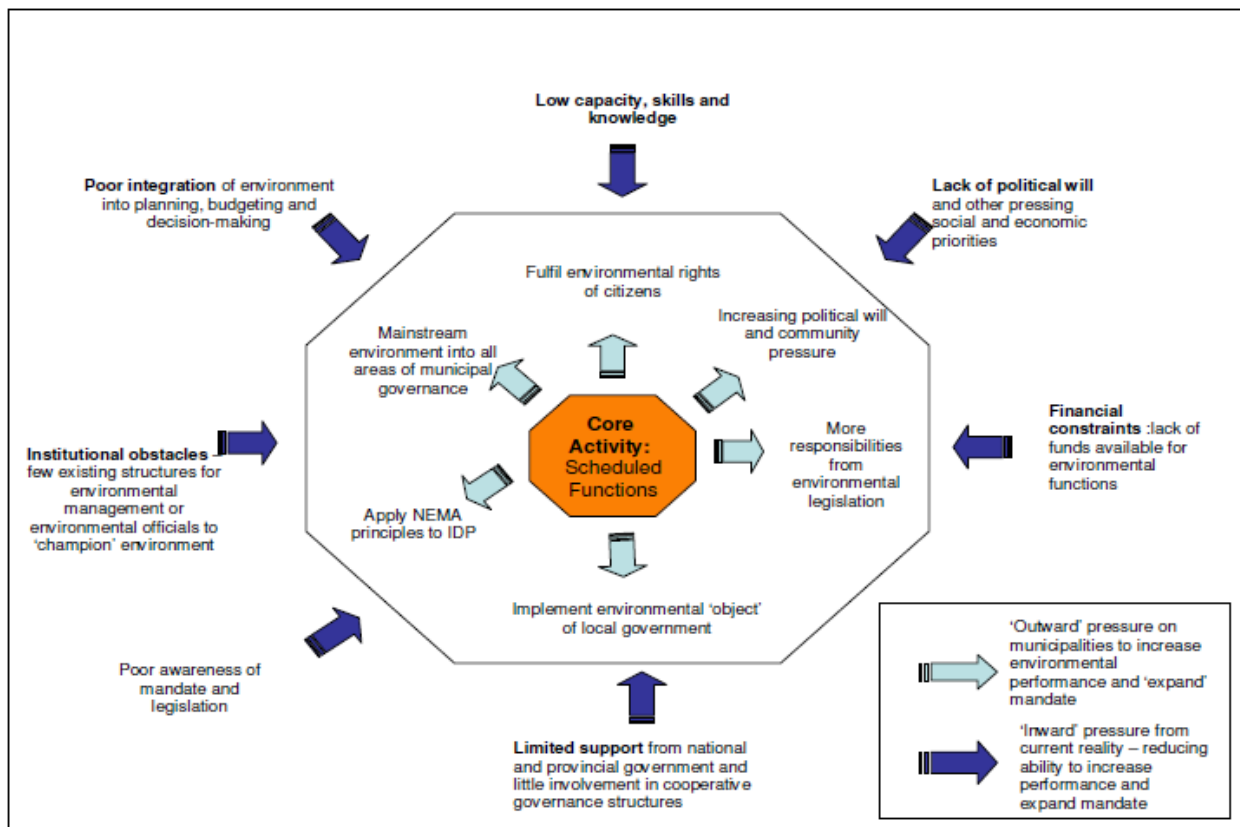 Low capacity, skills and
knowledge
Poor integration of environment
into planning, budgeting and
decision-making
Lack of political will
and other pressing
social and economic
priorities
Fulfil environmental rights
of citizens
Mainstream
environment into all
areas of municipal
governance
Increasing political will
and community
pressure
Core
Activity:
Scheduled
Functions
Institutional obstacles –
few existing structures for
environmental
management or
environmental officials to
‘champion’ environment
More
responsibilities
from
environmental
legislation
Financial
constraints :lack of
funds available for
environmental
functions
Apply NEMA
principles to IDP
Implement environmental ‘object’
of local government
Poor awareness of
mandate and
legislation
Limited support from national
and provincial government and
little involvement in cooperative
governance structures
‘Outward’ pressure on
municipalities to increase
environmental
performance and ‘expand’
mandate
‘Inward’ pressure from
current reality – reducing
ability to increase
performance and
expand mandate